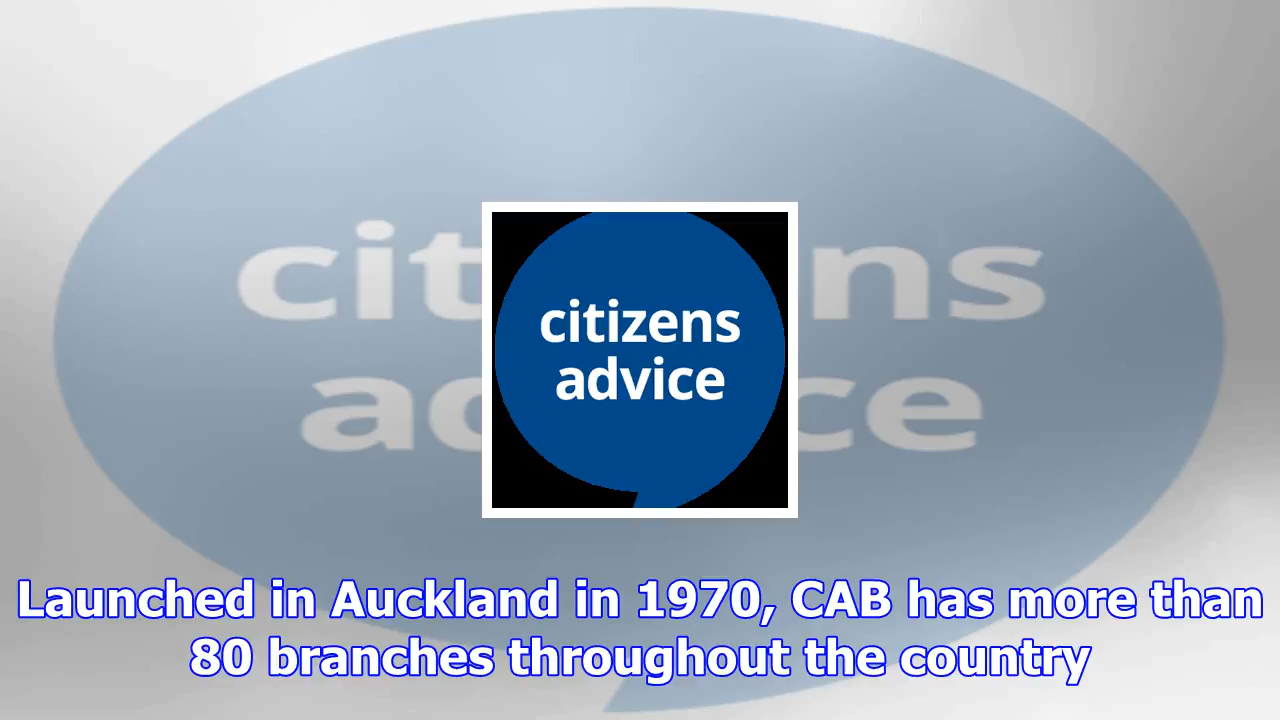 citizens
advice
Launched in Auckland in 1970, CAB has more than
80 branches throughout the country